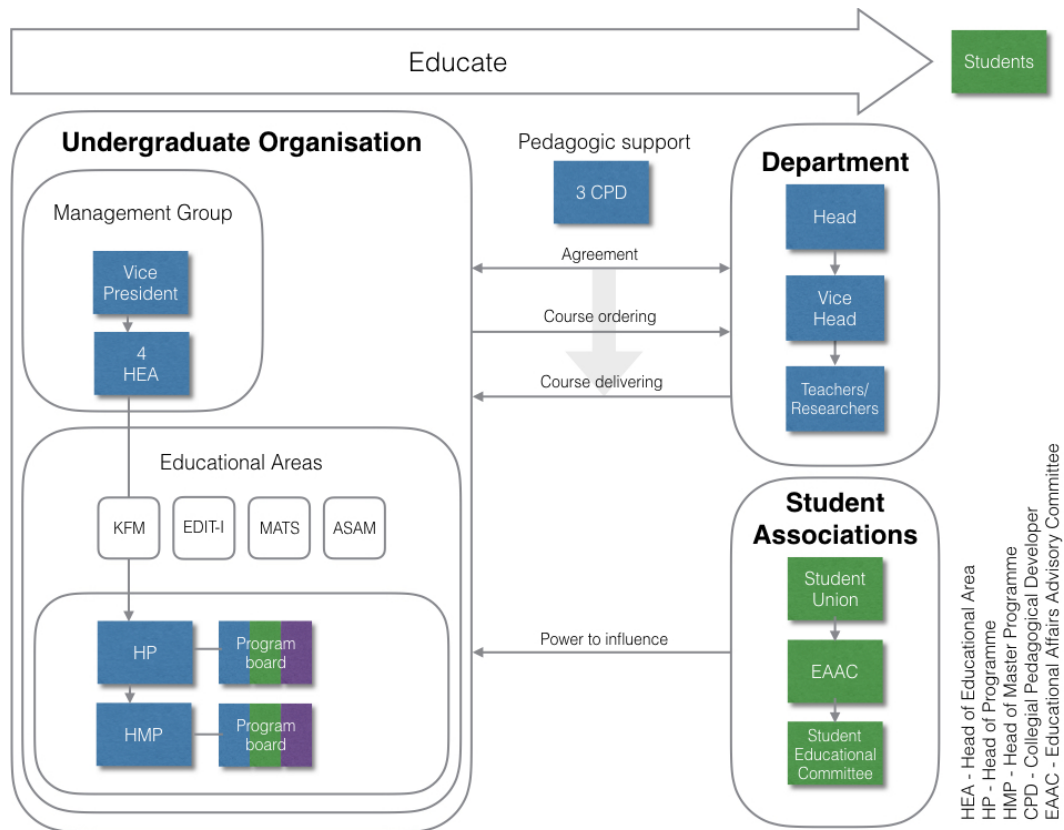 Educate
Students
Undergraduate Organisation
Management Group
Vice
President
4
HEA
Educational Areas
KFM
EDIT-I
MATS
ASAM
HP
Program
board
HMP
Program
board
Pedagogic support
3 CPD
Agreement
Course ordering
Course delivering
Power to influence
Department
Head
Vice
Head
Teachers/
Researchers
Student
Associations
Student
Union
EAAC
Student
Educational
Committee
HEA - Head of Educational Area
HP - Head of Programme
HMP - Head of Master Programme
CPD - Collegial Pedagogical Developer
EAAC - Educational Affairs Advisory Committee